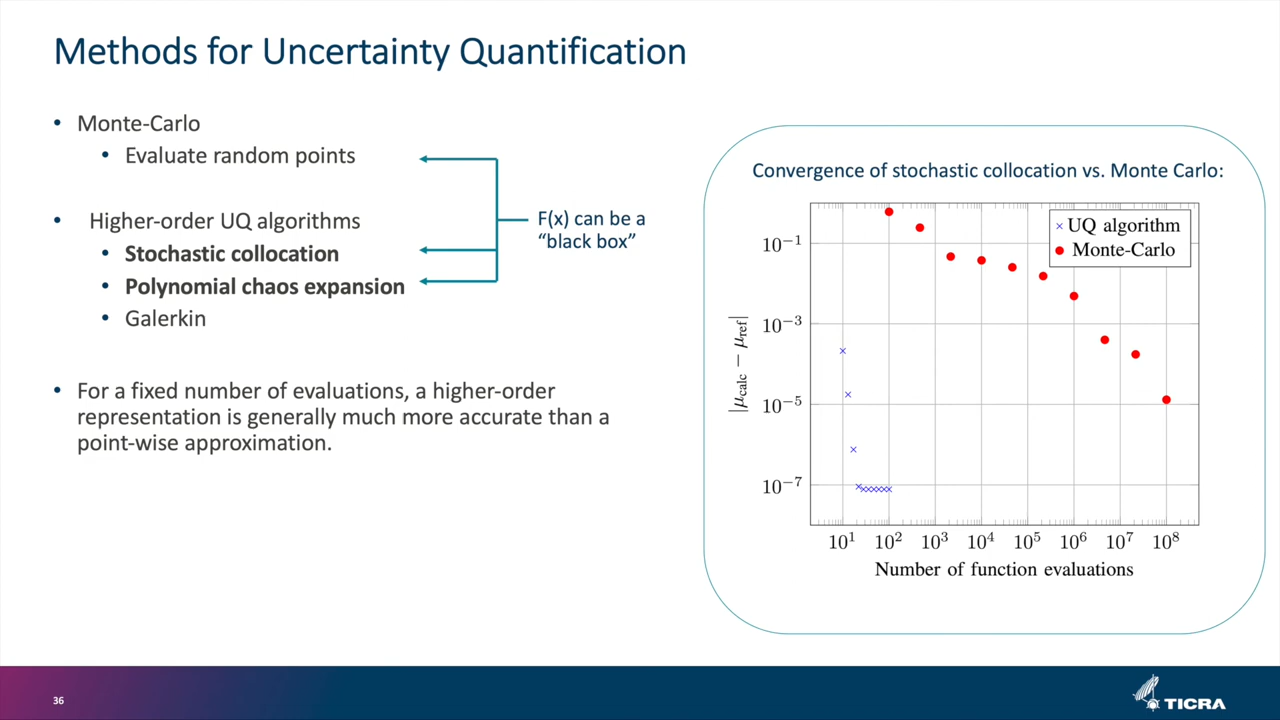 Methods for Uncertainty Quantification
• Monte-Carlo
• Evaluate random points
• Higher-order UQ algorithms
• Stochastic collocation
• Polynomial chaos expansion
• Galerkin
F(x) can be a
“black box”
• For a fixed number of evaluations, a higher-order
representation is generally much more accurate than a
point-wise approximation.
Convergence of stochastic collocation vs. Monte Carlo:
UQ algorithm
Monte-Carlo
|μcalc − μref|
10⁻¹
10⁻³
10⁻⁵
10⁻⁷
10¹ 10² 10³ 10⁴ 10⁵ 10⁶ 10⁷ 10⁸
Number of function evaluations
36
TICRA